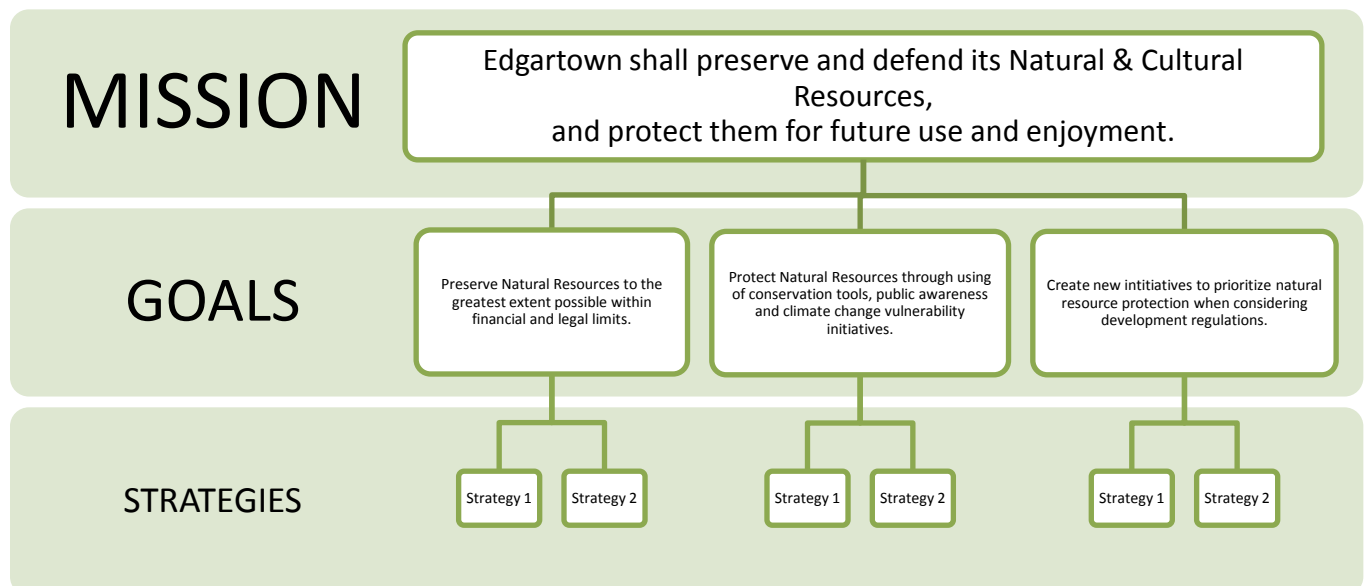 MISSION
Edgartown shall preserve and defend its Natural & Cultural
Resources,
and protect them for future use and enjoyment.
GOALS
Preserve Natural Resources to the
greatest extent possible within
financial and legal limits.
Protect Natural Resources through using
of conservation tools, public awareness
and climate change vulnerability
initiatives.
Create new intitiatives to prioritize natural
resource protection when considering
development regulations.
STRATEGIES
Strategy 1
Strategy 2
Strategy 1
Strategy 2
Strategy 1
Strategy 2